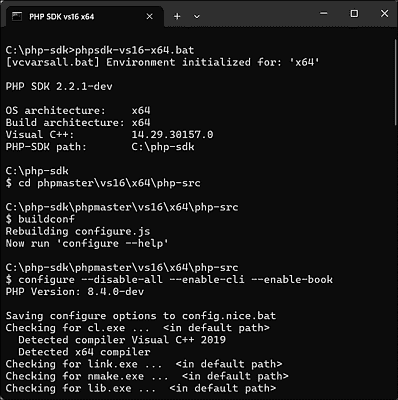 PHP SDK vs16 x64
C:\php-sdk>phpsdk-vs16-x64.bat
[vcvarsall.bat] Environment initialized for: 'x64'
PHP SDK 2.2.1-dev
OS architecture:    x64
Build architecture: x64
Visual C++:         14.29.30157.0
PHP-SDK path:       C:\php-sdk
C:\php-sdk
$ cd phpmaster\vs16\x64\php-src
C:\php-sdk\phpmaster\vs16\x64\php-src
$ buildconf
Rebuilding configure.js
Now run 'configure --help'
C:\php-sdk\phpmaster\vs16\x64\php-src
$ configure --disable-all --enable-cli --enable-book
PHP Version: 8.4.0-dev
Saving configure options to config.nice.bat
Checking for cl.exe ...  <in default path>
  Detected compiler Visual C++ 2019
  Detected x64 compiler
Checking for link.exe ...  <in default path>
Checking for nmake.exe ...  <in default path>
Checking for lib.exe ...  <in default path>